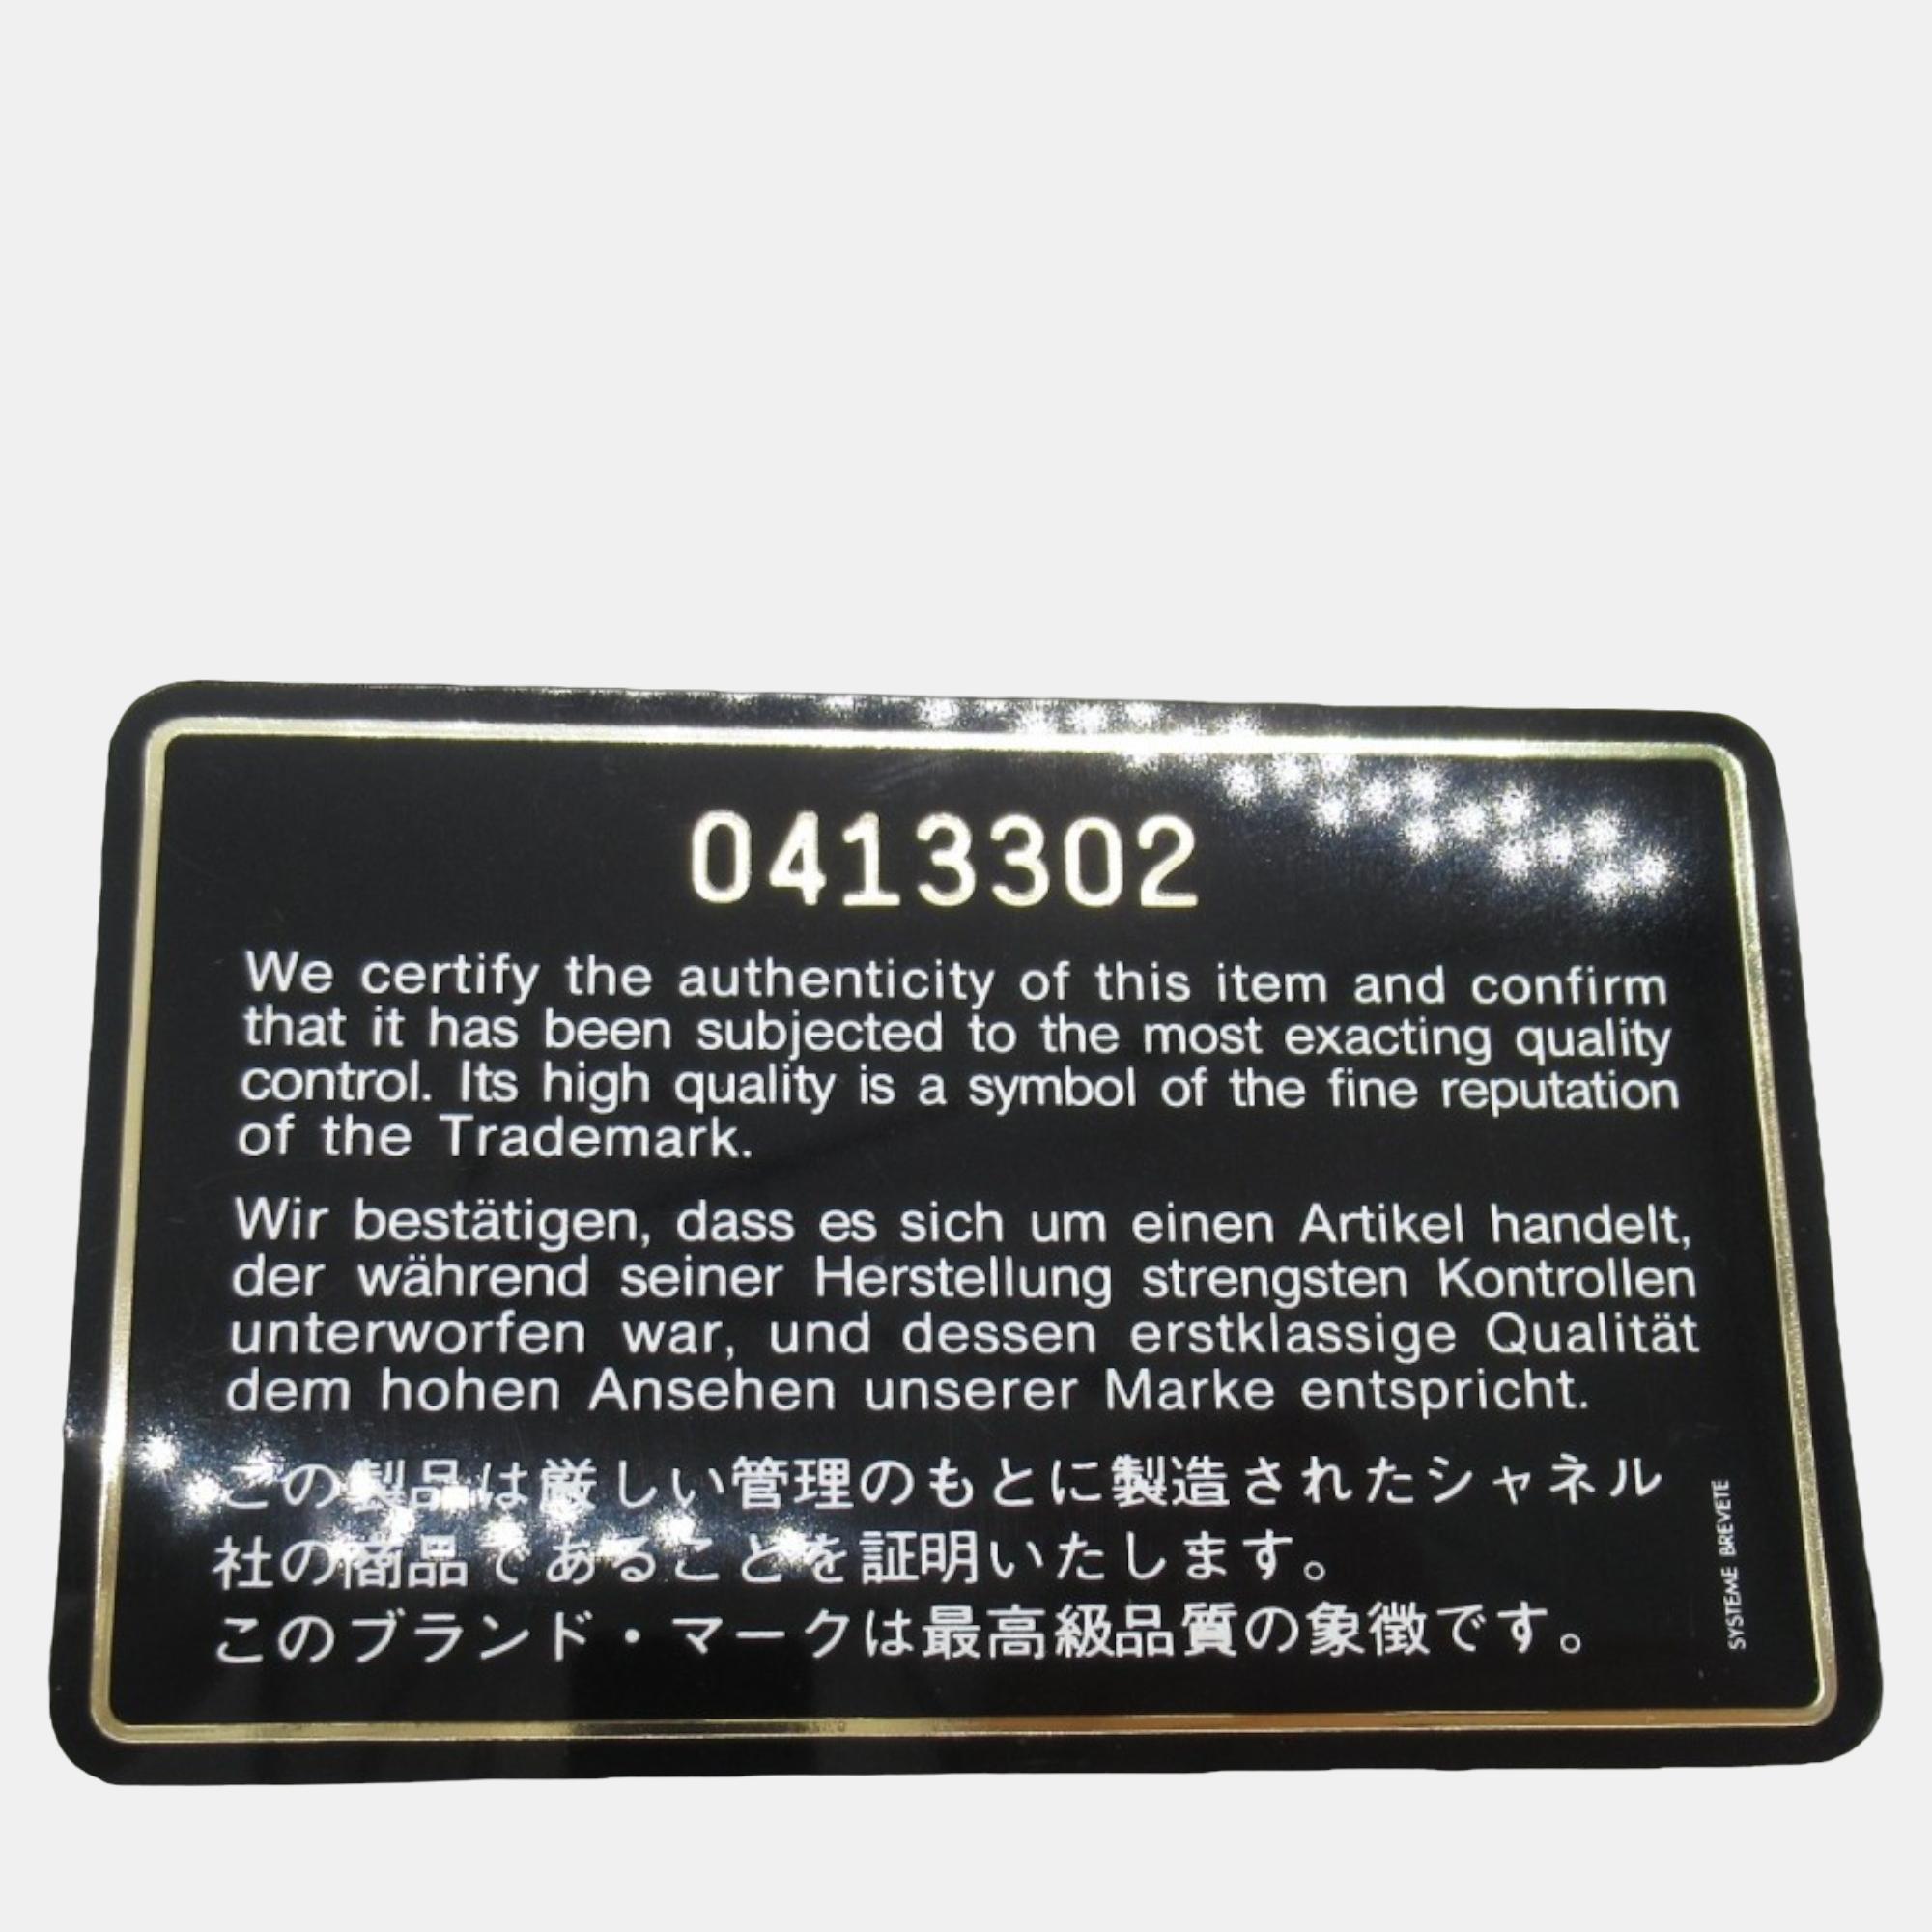 0413302
We certify the authenticity of this item and confirm
that it has been subjected to the most exacting quality
control. Its high quality is a symbol of the fine reputation
of the Trademark.
Wir bestätigen, dass es sich um einen Artikel handelt,
der während seiner Herstellung strengsten Kontrollen
unterworfen war, und dessen erstklassige Qualität
dem hohen Ansehen unserer Marke entspricht.
この製品は厳しい管理のもとに製造されたシャネル
社の商品であることを証明いたします。
このブランド・マークは最高級品質の象徴です。
SYSTEME BREVETE